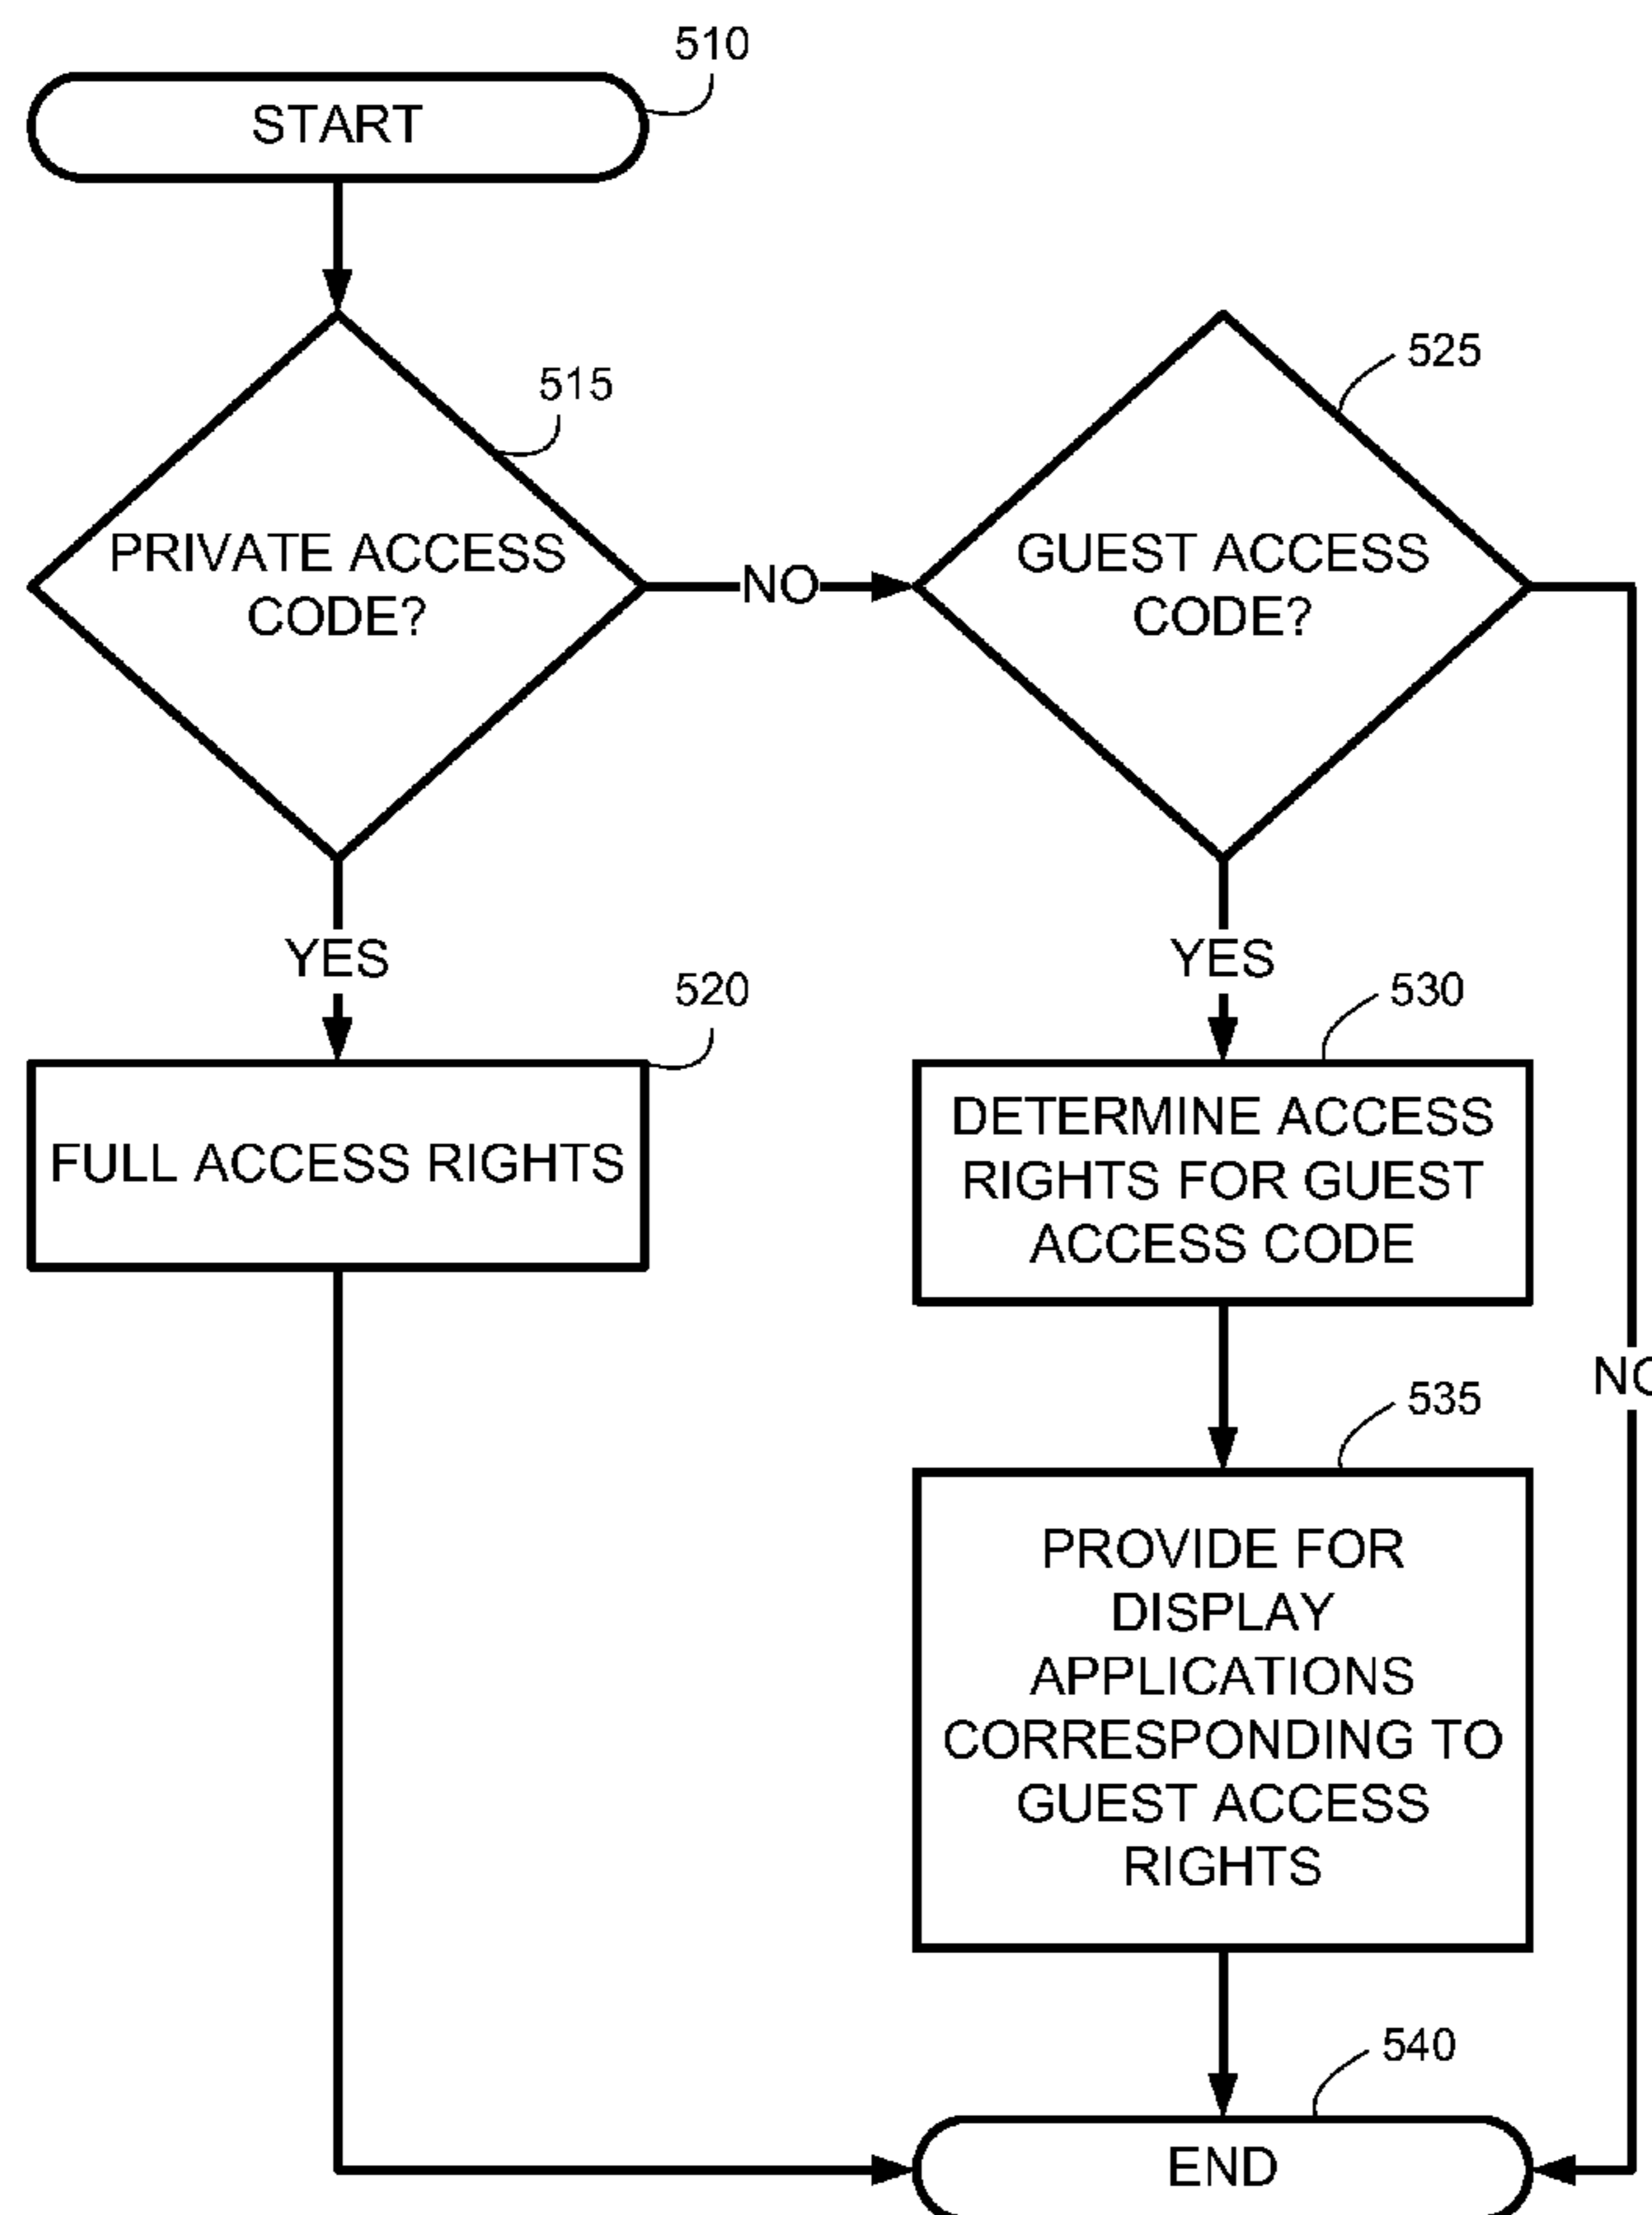 510
START
515
PRIVATE ACCESS
CODE?
NO
525
GUEST ACCESS
CODE?
YES
520
FULL ACCESS RIGHTS
YES
530
DETERMINE ACCESS
RIGHTS FOR GUEST
ACCESS CODE
NO
535
PROVIDE FOR
DISPLAY
APPLICATIONS
CORRESPONDING TO
GUEST ACCESS
RIGHTS
540
END